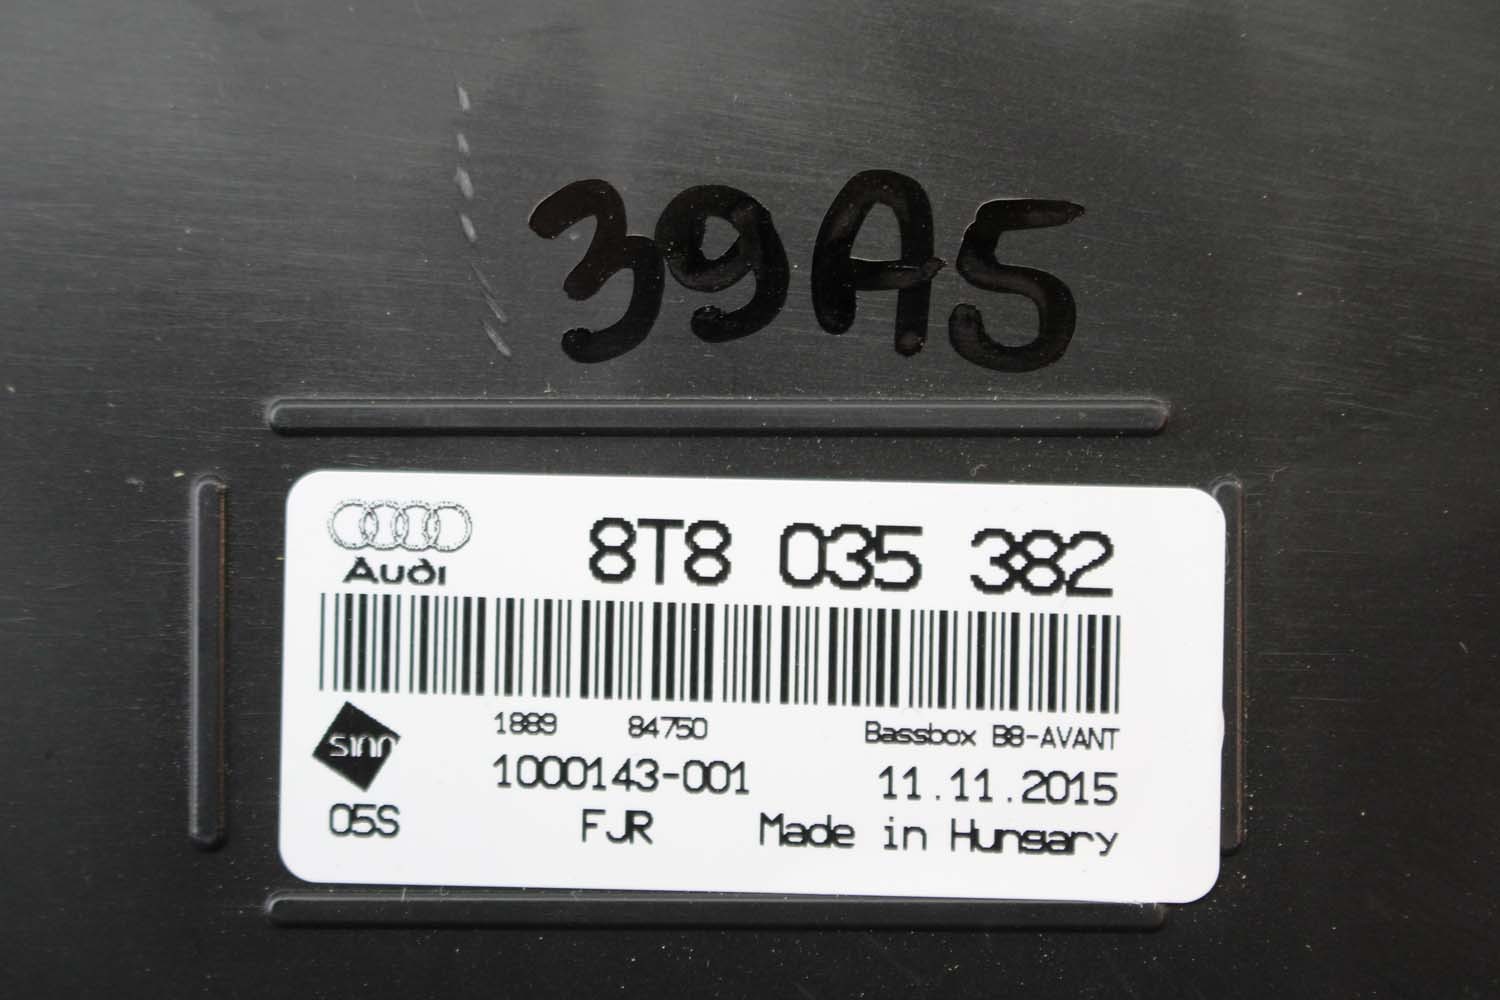 39A5
Audi 8T8 035 382
1889 84750 Bassbox B8-AVANT
sinn 1000143-001 11.11.2015
05S FJR Made in Hungary